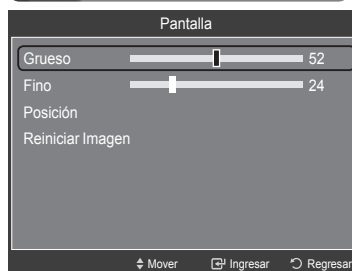 Pantalla
Grueso 52
Fino 24
Posición
Reiniciar Imagen
Mover Ingresar Regresar